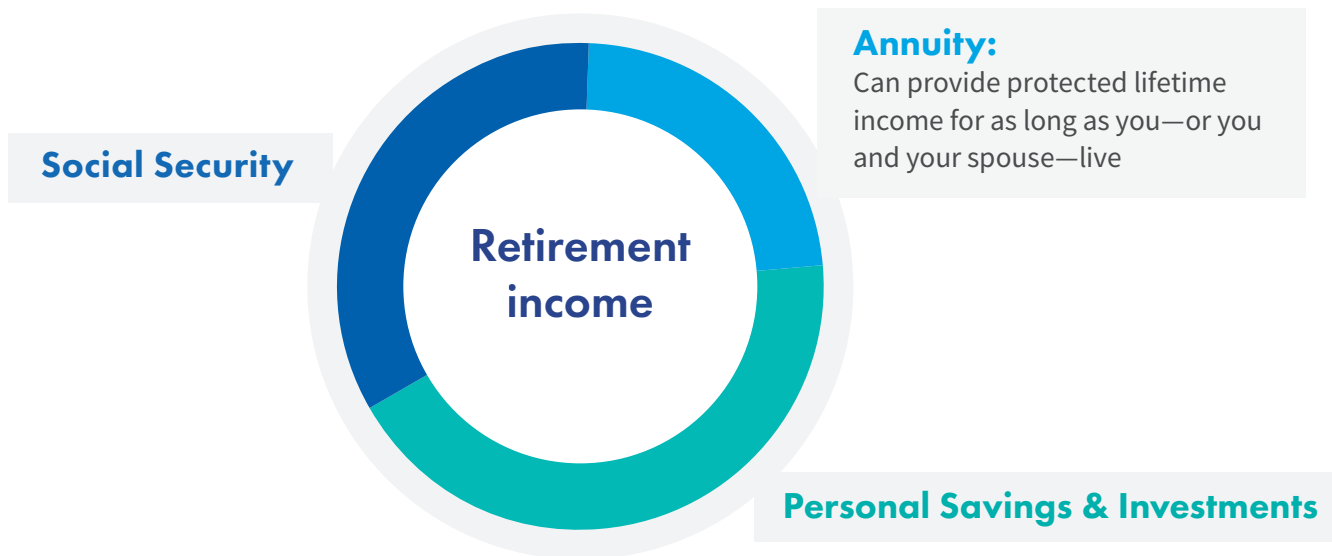 Annuity:
Can provide protected lifetime
income for as long as you—or you
and your spouse—live
Social Security
Retirement
income
Personal Savings & Investments